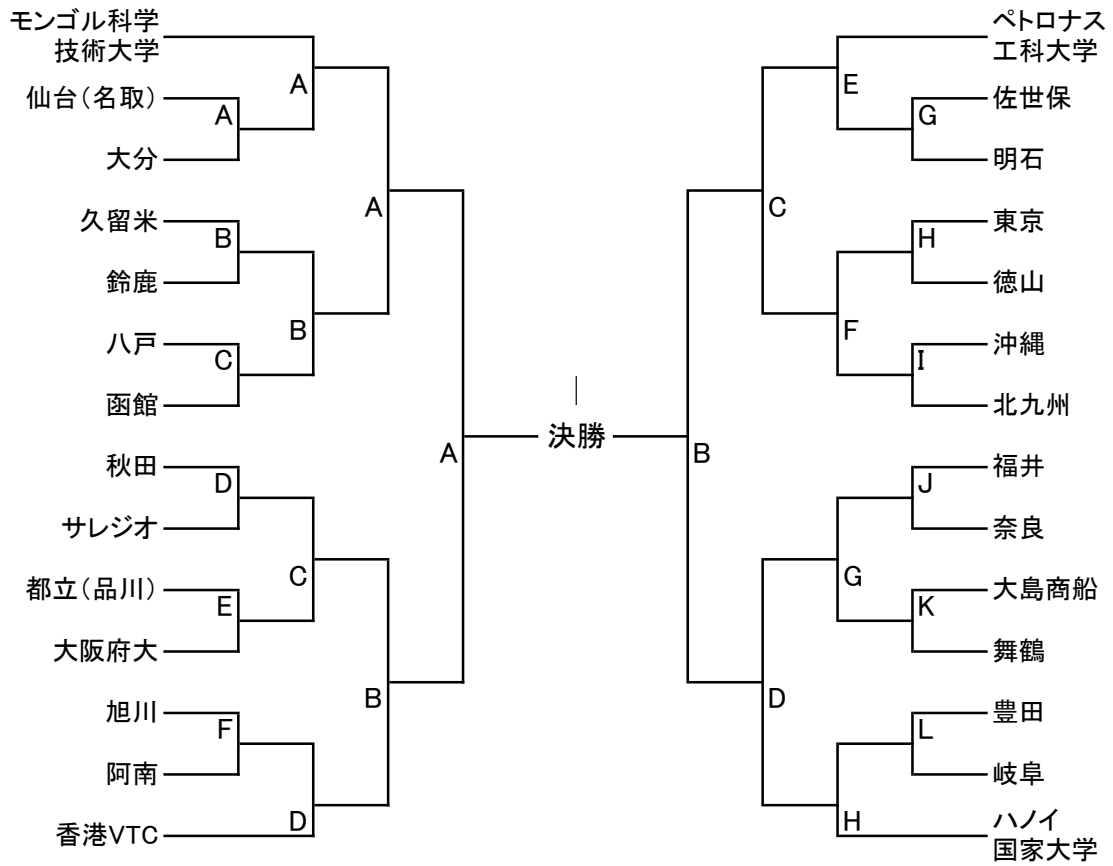 モンゴル科学
技術大学
A
仙台（名取）
A
大分
A
久留米
B
鈴鹿
B
八戸
C
函館
A
秋田
D
サレジオ
C
都立（品川）
E
大阪府大
B
旭川
F
阿南
D
香港VTC
決勝
ペトロナス
工科大学
E
佐世保
G
明石
C
東京
H
徳山
F
沖縄
I
北九州
B
福井
J
奈良
G
大島商船
K
舞鶴
D
豊田
L
岐阜
H
ハノイ
国家大学